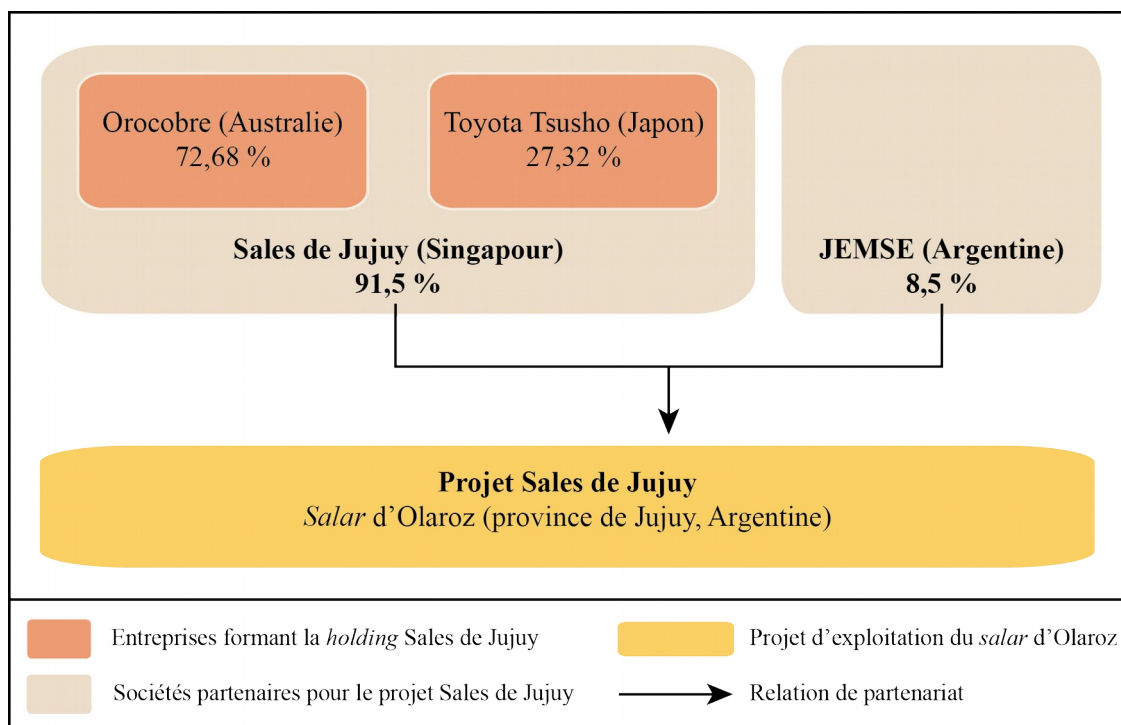 Orocobre (Australie)
72,68 %
Toyota Tsusho (Japon)
27,32 %
Sales de Jujuy (Singapour)
91,5 %
JEMSE (Argentine)
8,5 %
Projet Sales de Jujuy
Salar d’Olaroz (province de Jujuy, Argentine)
Entreprises formant la holding Sales de Jujuy
Projet d’exploitation du salar d’Olaroz
Sociétés partenaires pour le projet Sales de Jujuy
Relation de partenariat